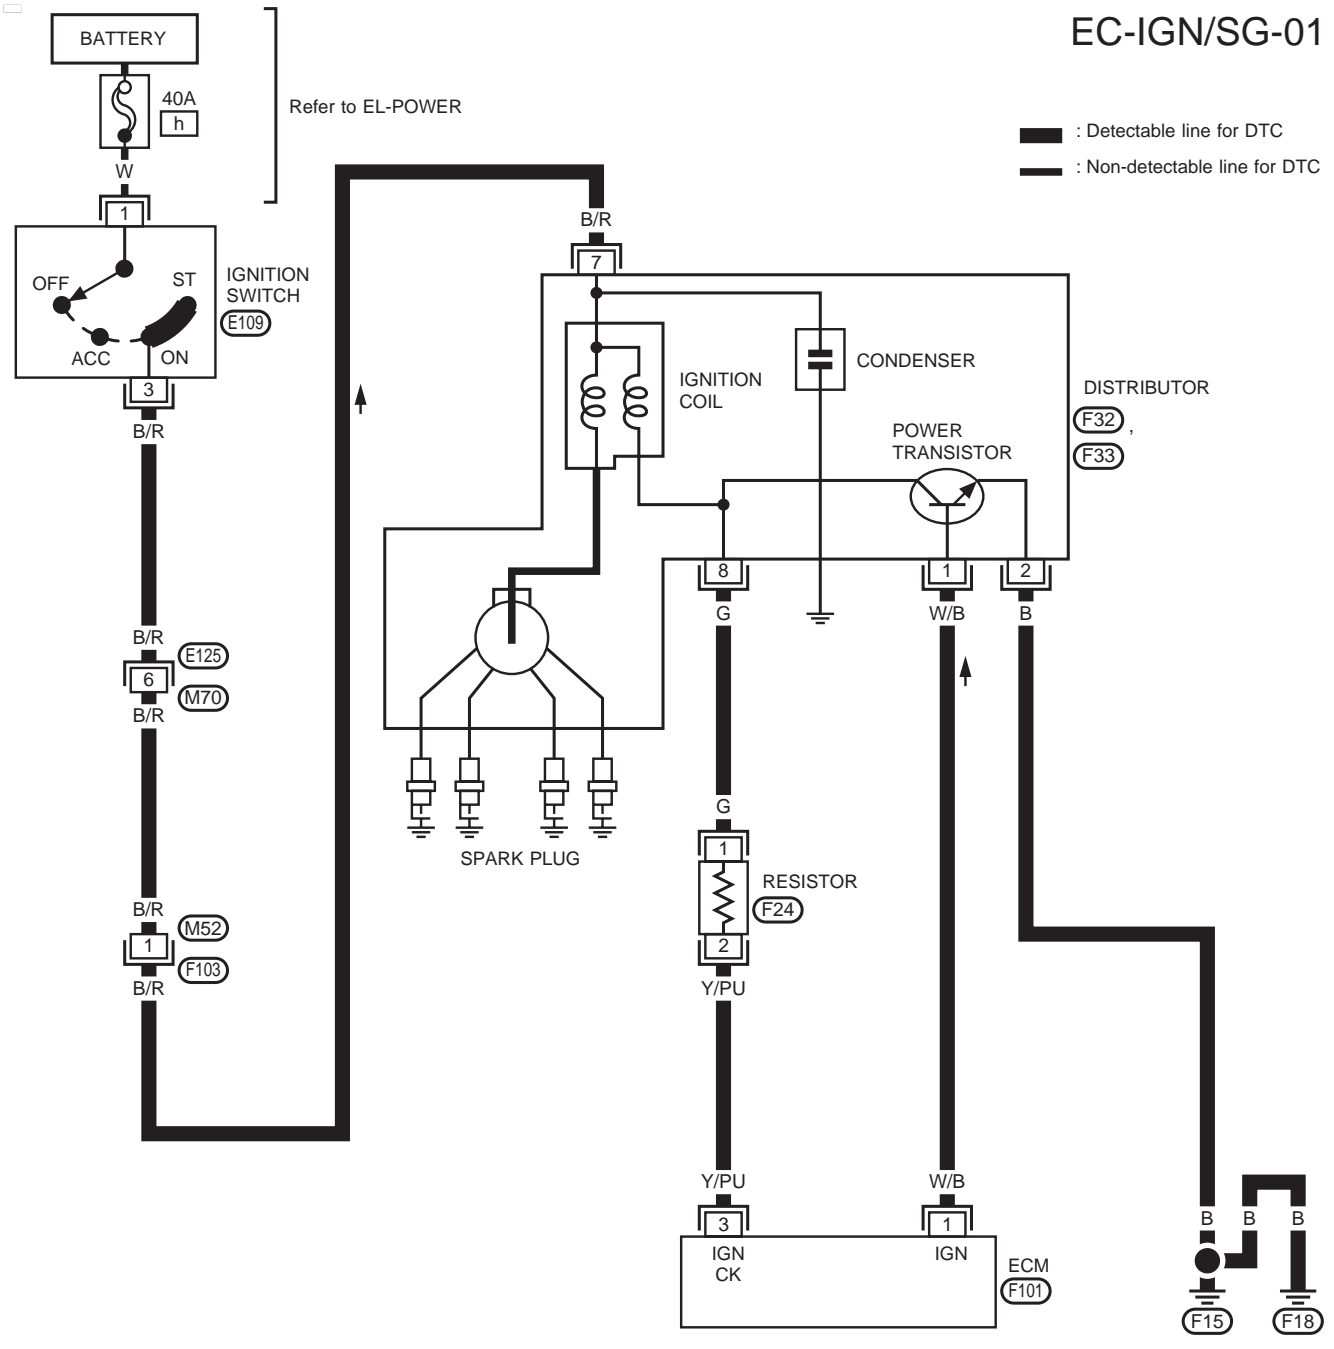 EC-IGN/SG-01
BATTERY
40A
h
Refer to EL-POWER
: Detectable line for DTC
: Non-detectable line for DTC
W
1
OFF
ST
ACC
ON
IGNITION
SWITCH
E109
3
B/R
B/R
E125
6
M70
B/R
B/R
M52
1
F103
B/R
B/R
7
IGNITION
COIL
CONDENSER
POWER
TRANSISTOR
DISTRIBUTOR
F32 ,
F33
8
1
2
G
W/B
B
SPARK PLUG
G
1
RESISTOR
F24
2
Y/PU
Y/PU
W/B
3
1
IGN
CK
IGN
ECM
F101
B
B
B
F15
F18